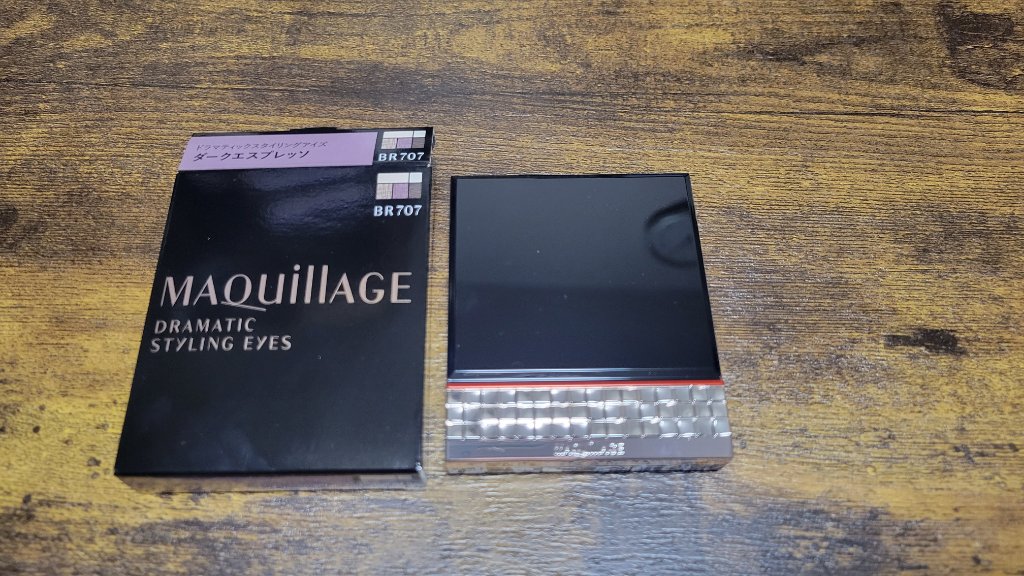 ドラマティックスタイリングアイズ
ダークエスプレッソ
BR707
BR707
MAQuillAGE
DRAMATIC
STYLING EYES